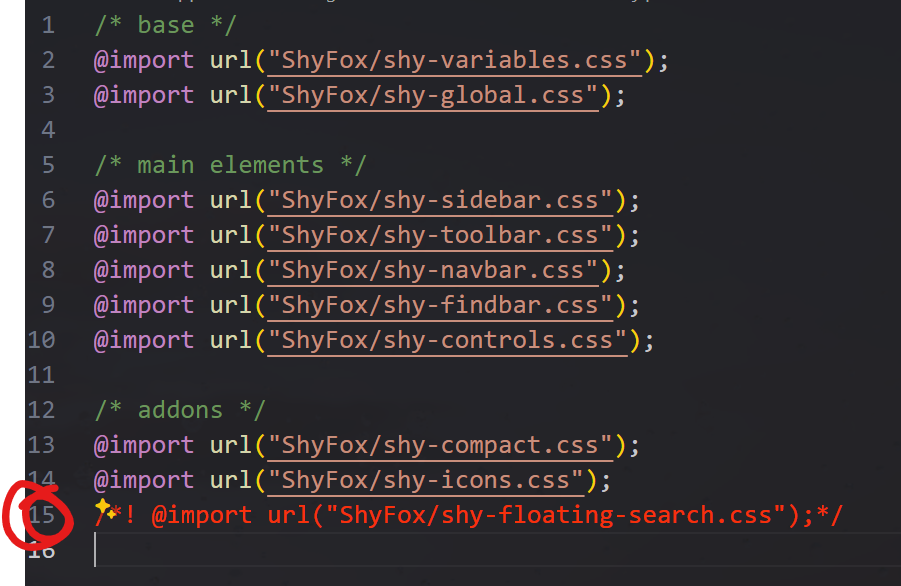 1 /* base */
2 @import url("ShyFox/shy-variables.css");
3 @import url("ShyFox/shy-global.css");
4
5 /* main elements */
6 @import url("ShyFox/shy-sidebar.css");
7 @import url("ShyFox/shy-toolbar.css");
8 @import url("ShyFox/shy-navbar.css");
9 @import url("ShyFox/shy-findbar.css");
10 @import url("ShyFox/shy-controls.css");
11
12 /* addons */
13 @import url("ShyFox/shy-compact.css");
14 @import url("ShyFox/shy-icons.css");
15 /*! @import url("ShyFox/shy-floating-search.css");*/
16